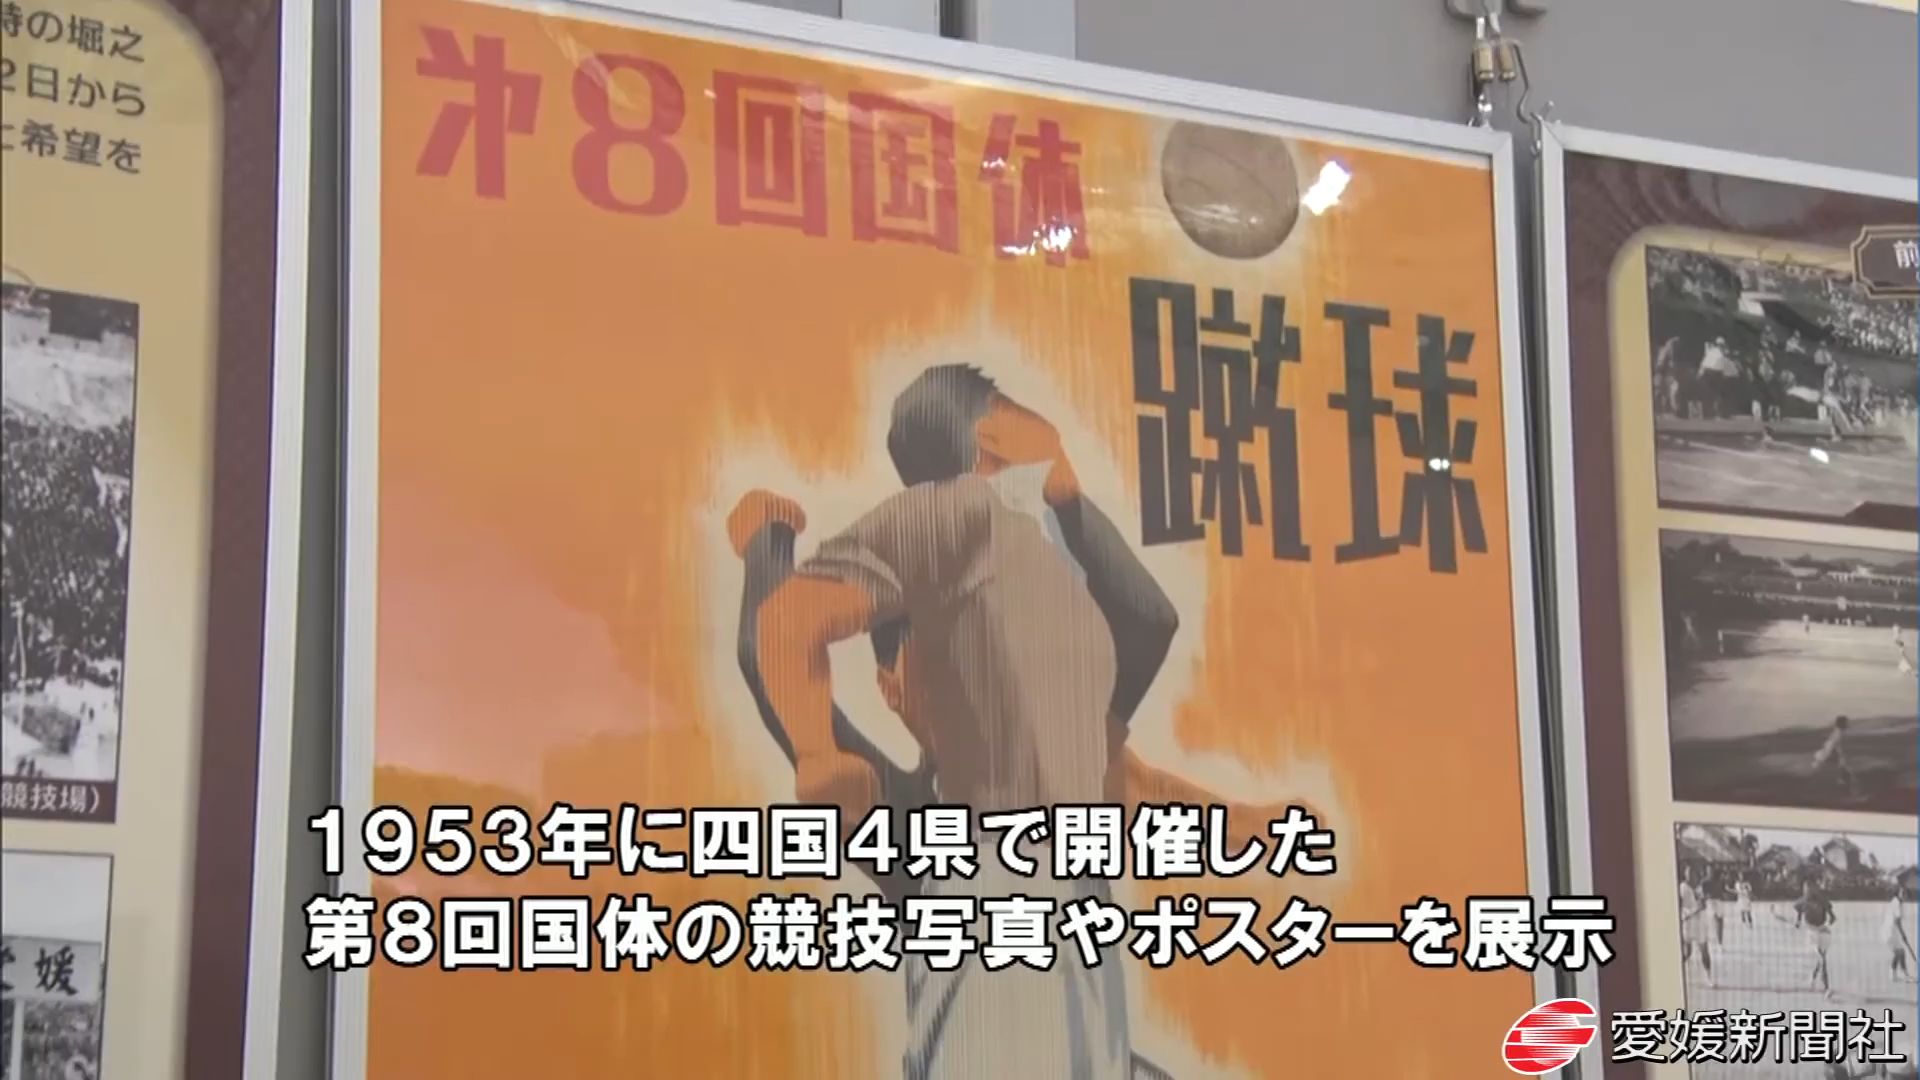 時の堀之
2日から
に希望を
オ8回国体
蹴球
前
競技場）
媛
1953年に四国4県で開催した
第8回国体の競技写真やポスターを展示
愛媛新聞社